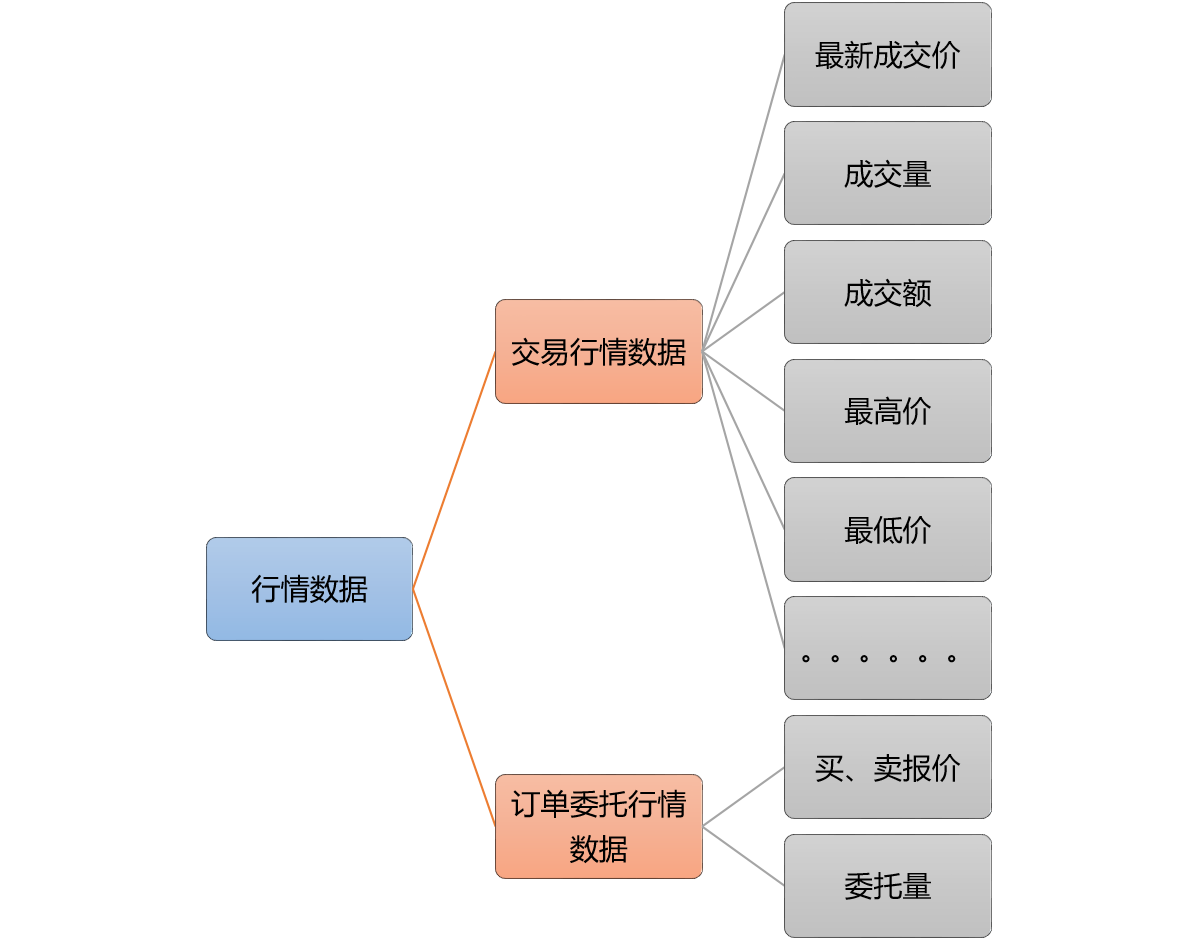 最新成交价
成交量
成交额
交易行情数据
最高价
最低价
行情数据
。。。。。。
买、卖报价
订单委托行情
数据
委托量